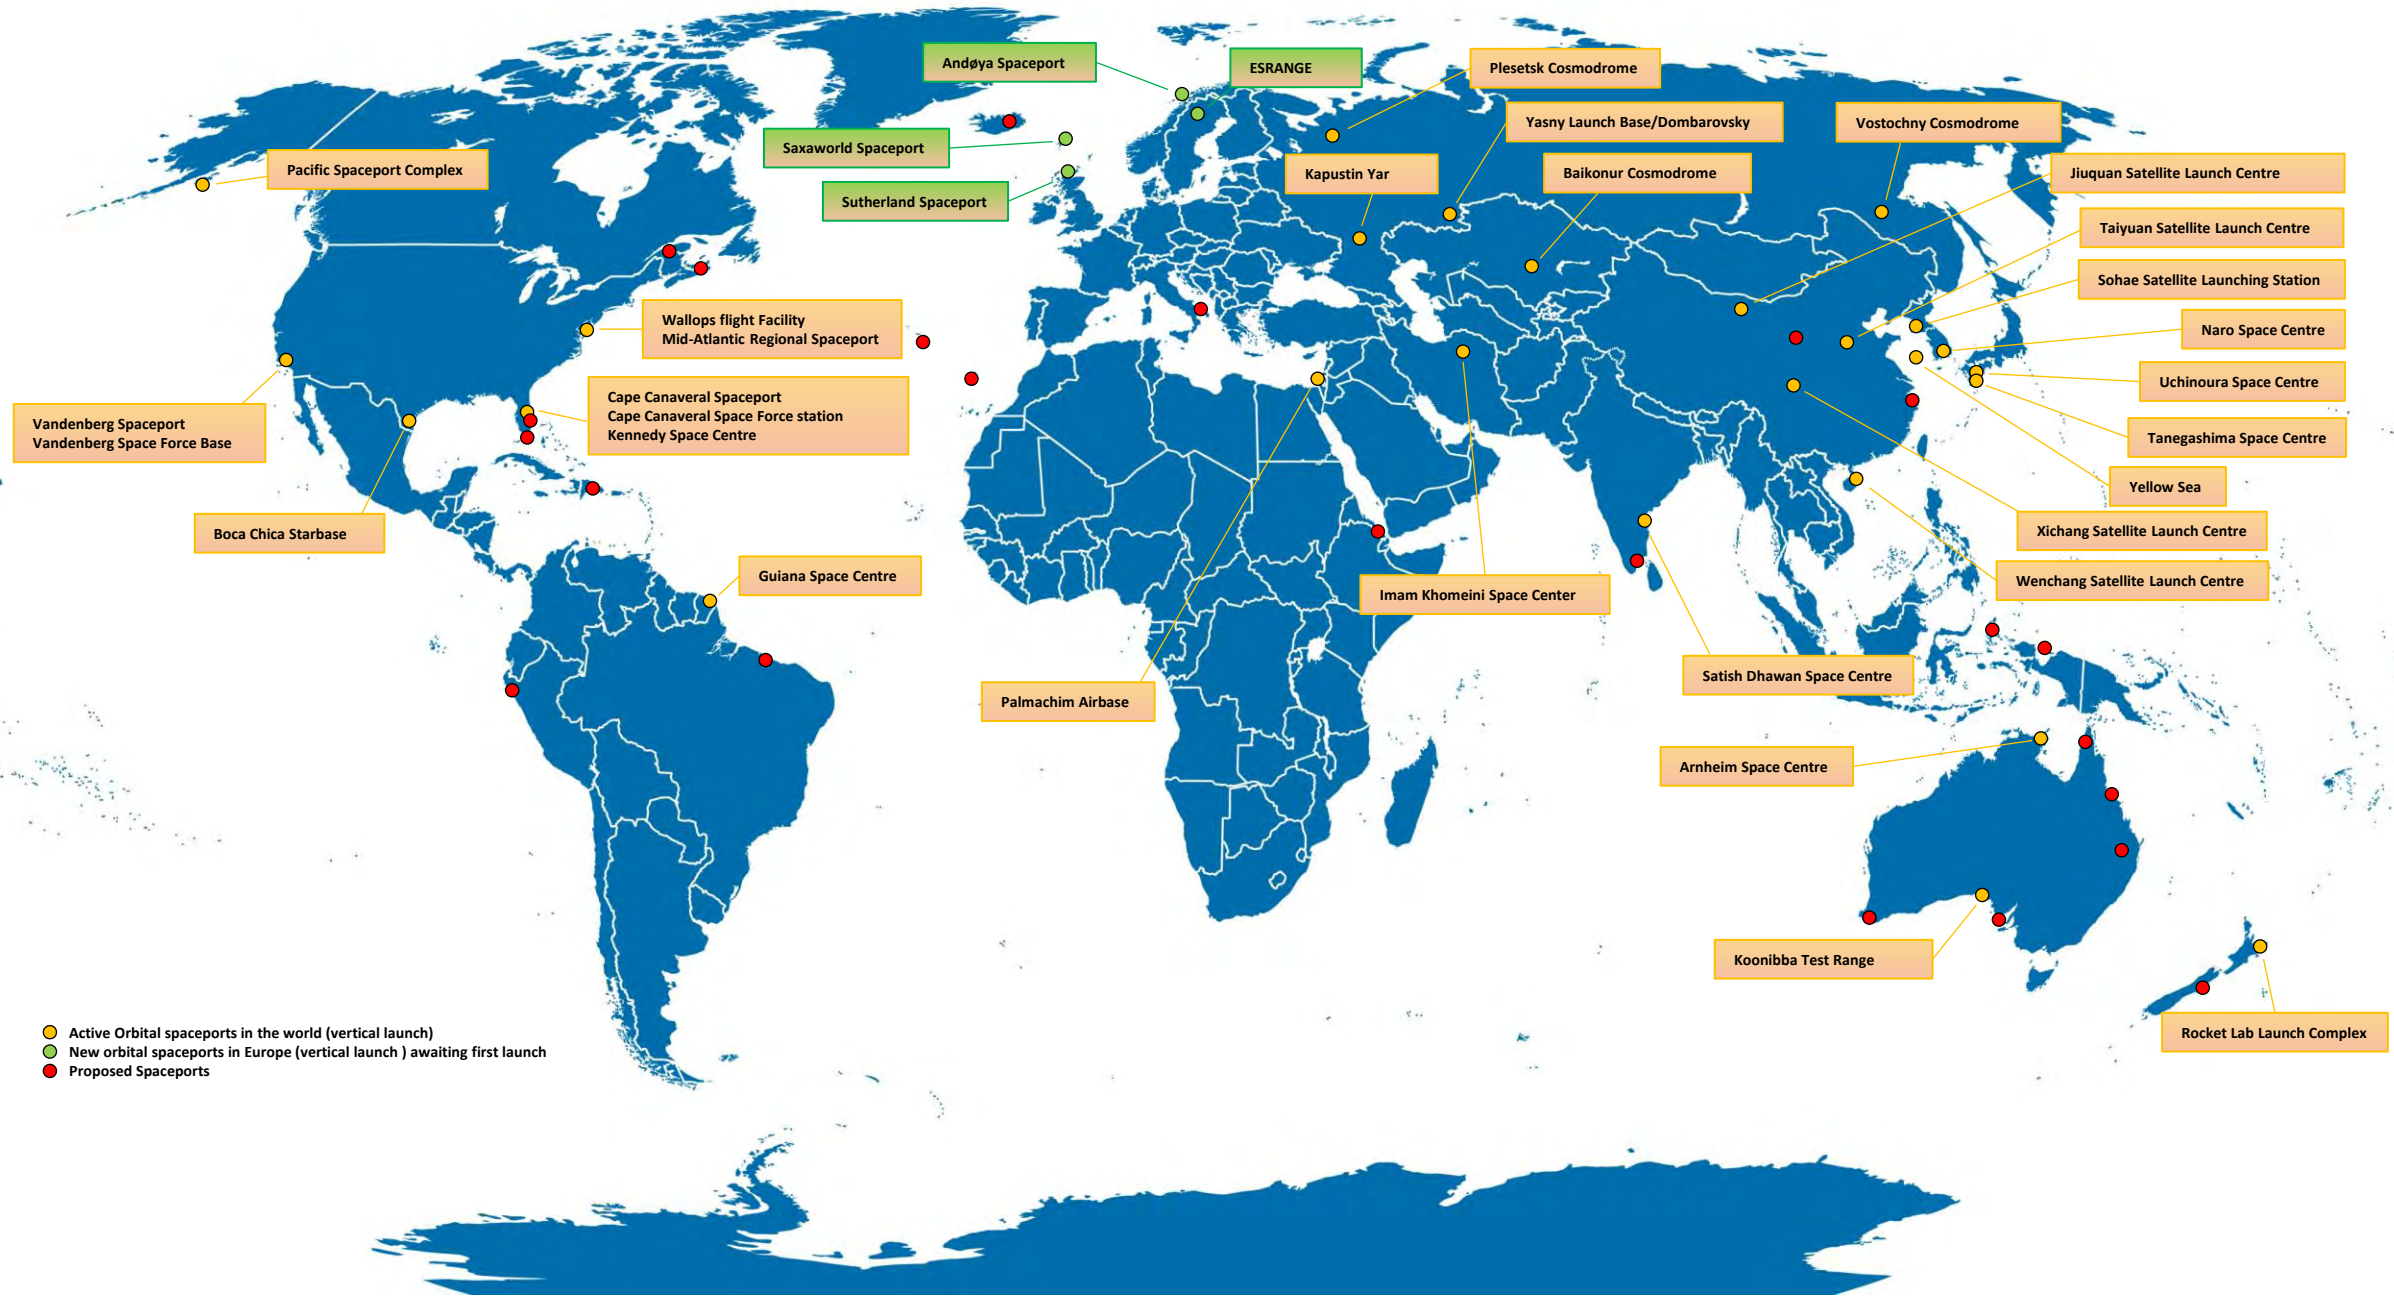 Andøya Spaceport
ESRANGE
Plesetsk Cosmodrome
Yasny Launch Base/Dombarovsky
Vostochny Cosmodrome
Saxaworld Spaceport
Pacific Spaceport Complex
Kapustin Yar
Baikonur Cosmodrome
Jiuquan Satellite Launch Centre
Sutherland Spaceport
Taiyuan Satellite Launch Centre
Sohae Satellite Launching Station
Wallops flight Facility
Mid-Atlantic Regional Spaceport
Naro Space Centre
Uchinoura Space Centre
Cape Canaveral Spaceport
Cape Canaveral Space Force station
Kennedy Space Centre
Vandenberg Spaceport
Vandenberg Space Force Base
Tanegashima Space Centre
Yellow Sea
Boca Chica Starbase
Xichang Satellite Launch Centre
Guiana Space Centre
Imam Khomeini Space Center
Wenchang Satellite Launch Centre
Palmachim Airbase
Satish Dhawan Space Centre
Arnheim Space Centre
Koonibba Test Range
Rocket Lab Launch Complex
Active Orbital spaceports in the world (vertical launch)
New orbital spaceports in Europe (vertical launch ) awaiting first launch
Proposed Spaceports